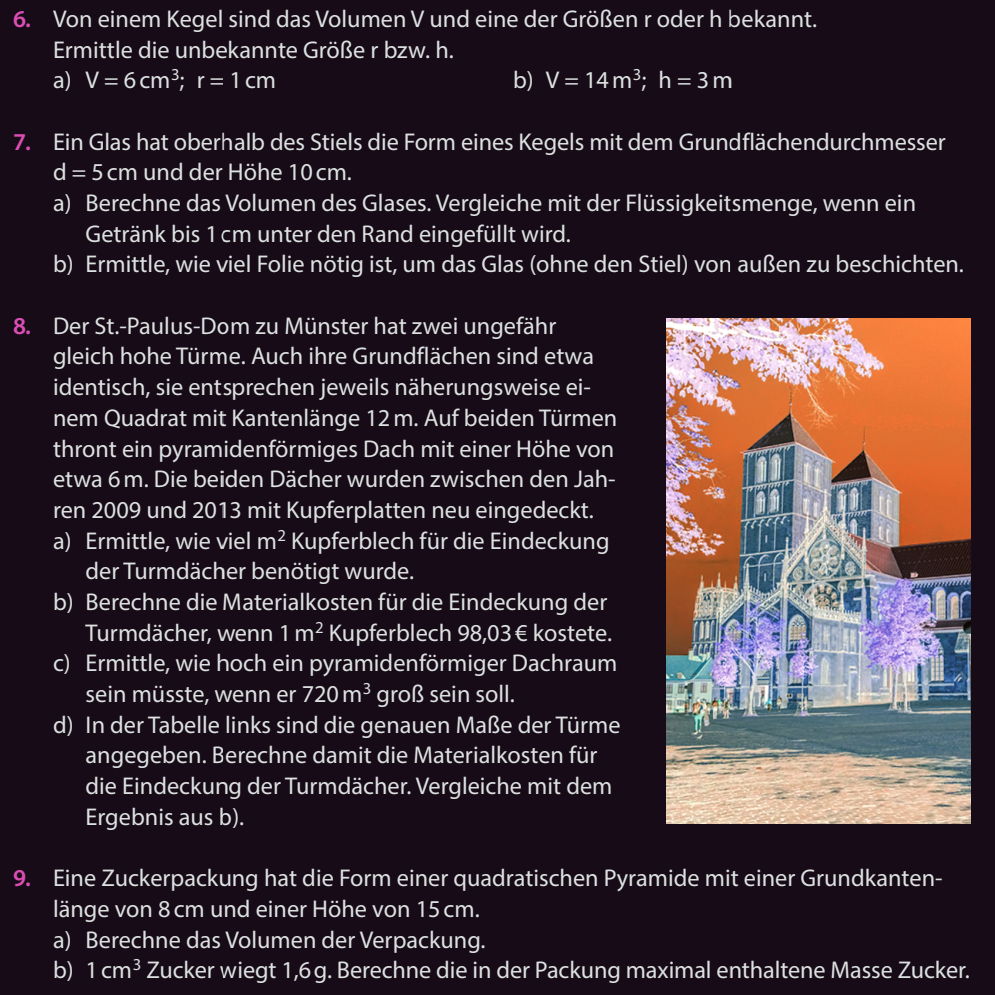 6. Von einem Kegel sind das Volumen V und eine der Größen r oder h bekannt.
Ermittle die unbekannte Größe r bzw. h.
a) V = 6 cm³; r = 1 cm b) V = 14 m³; h = 3 m
7. Ein Glas hat oberhalb des Stiels die Form eines Kegels mit dem Grundflächendurchmesser
d = 5 cm und der Höhe 10 cm.
a) Berechne das Volumen des Glases. Vergleiche mit der Flüssigkeitsmenge, wenn ein
Getränk bis 1 cm unter den Rand eingefüllt wird.
b) Ermittle, wie viel Folie nötig ist, um das Glas (ohne den Stiel) von außen zu beschichten.
8. Der St.-Paulus-Dom zu Münster hat zwei ungefähr
gleich hohe Türme. Auch ihre Grundflächen sind etwa
identisch, sie entsprechen jeweils näherungsweise ei-
nem Quadrat mit Kantenlänge 12 m. Auf beiden Türmen
thront ein pyramidenförmiges Dach mit einer Höhe von
etwa 6 m. Die beiden Dächer wurden zwischen den Jah-
ren 2009 und 2013 mit Kupferplatten neu eingedeckt.
a) Ermittle, wie viel m² Kupferblech für die Eindeckung
der Turmdächer benötigt wurde.
b) Berechne die Materialkosten für die Eindeckung der
Turmdächer, wenn 1 m² Kupferblech 98,03 € kostete.
c) Ermittle, wie hoch ein pyramidenförmiger Dachraum
sein müsste, wenn er 720 m³ groß sein soll.
d) In der Tabelle links sind die genauen Maße der Türme
angegeben. Berechne damit die Materialkosten für
die Eindeckung der Turmdächer. Vergleiche mit dem
Ergebnis aus b).
9. Eine Zuckerpackung hat die Form einer quadratischen Pyramide mit einer Grundkanten-
länge von 8 cm und einer Höhe von 15 cm.
a) Berechne das Volumen der Verpackung.
b) 1 cm³ Zucker wiegt 1,6 g. Berechne die in der Packung maximal enthaltene Masse Zucker.